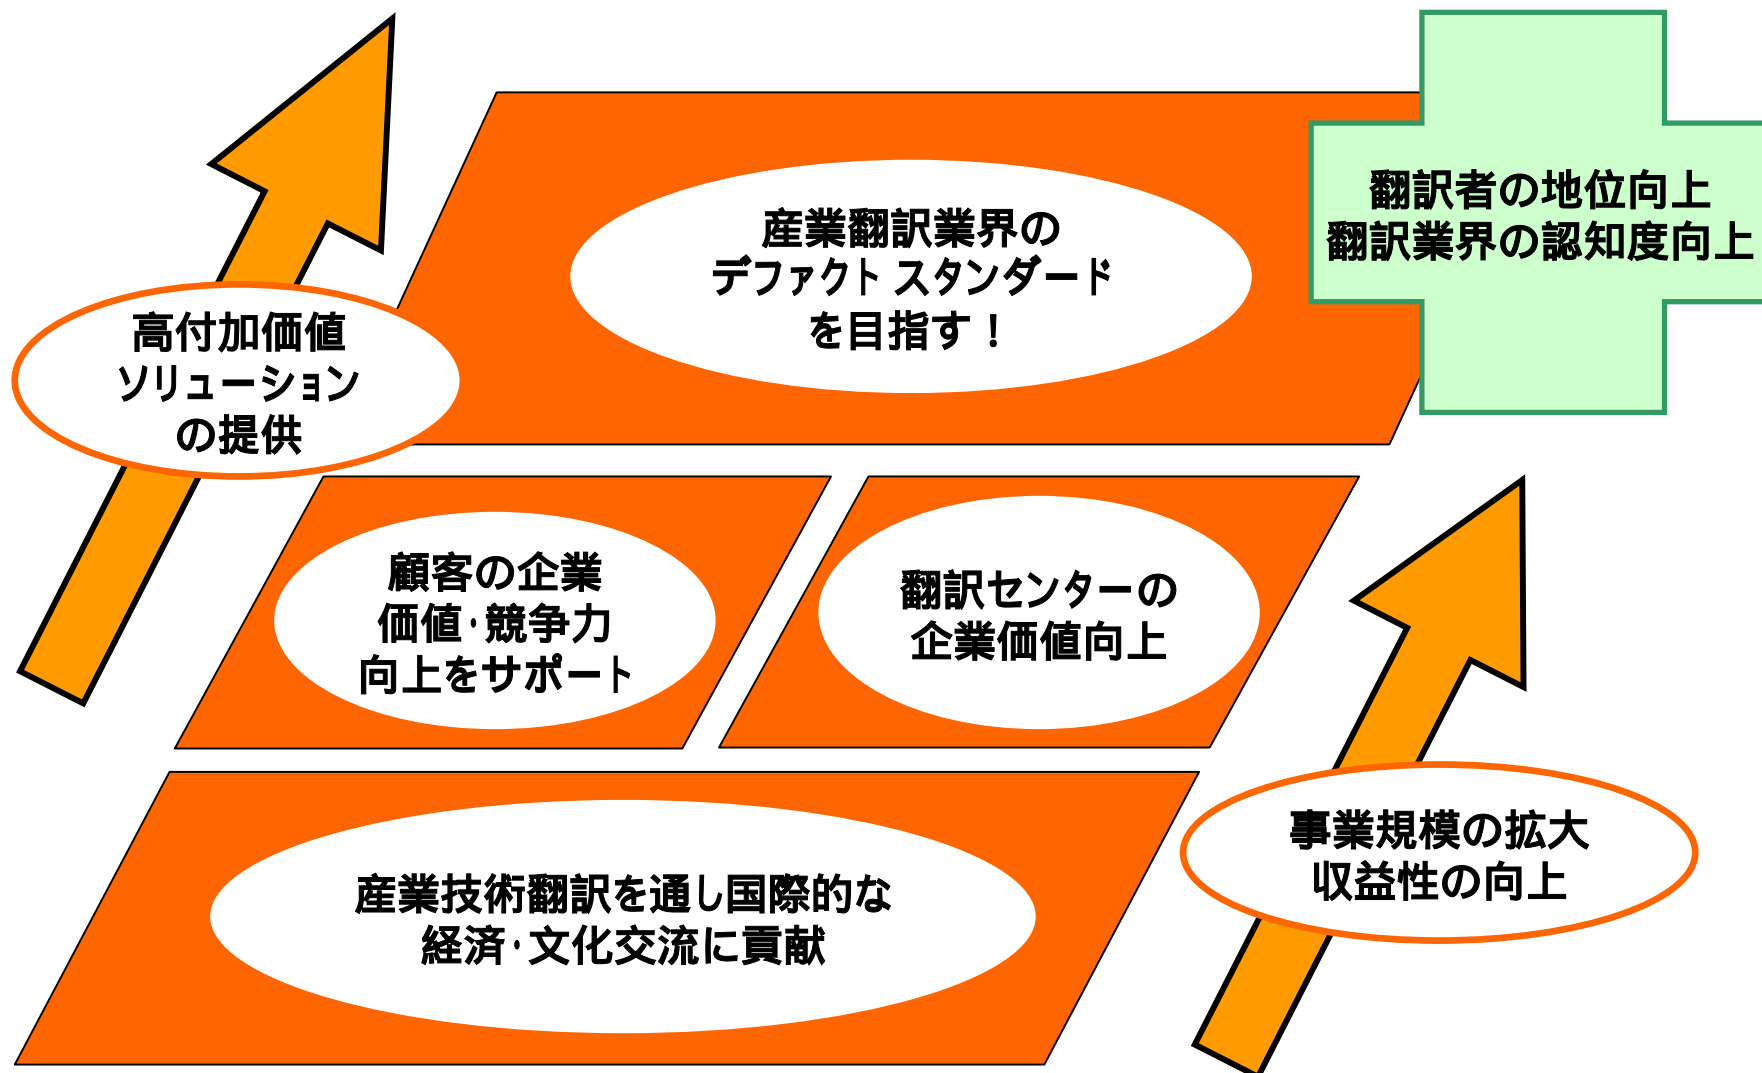 翻訳者の地位向上
翻訳業界の認知度向上
産業翻訳業界の
デファクトスタンダード
を目指す！
高付加価値
ソリューション
の提供
顧客の企業
価値・競争力
向上をサポート
翻訳センターの
企業価値向上
事業規模の拡大
収益性の向上
産業技術翻訳を通し国際的な
経済・文化交流に貢献